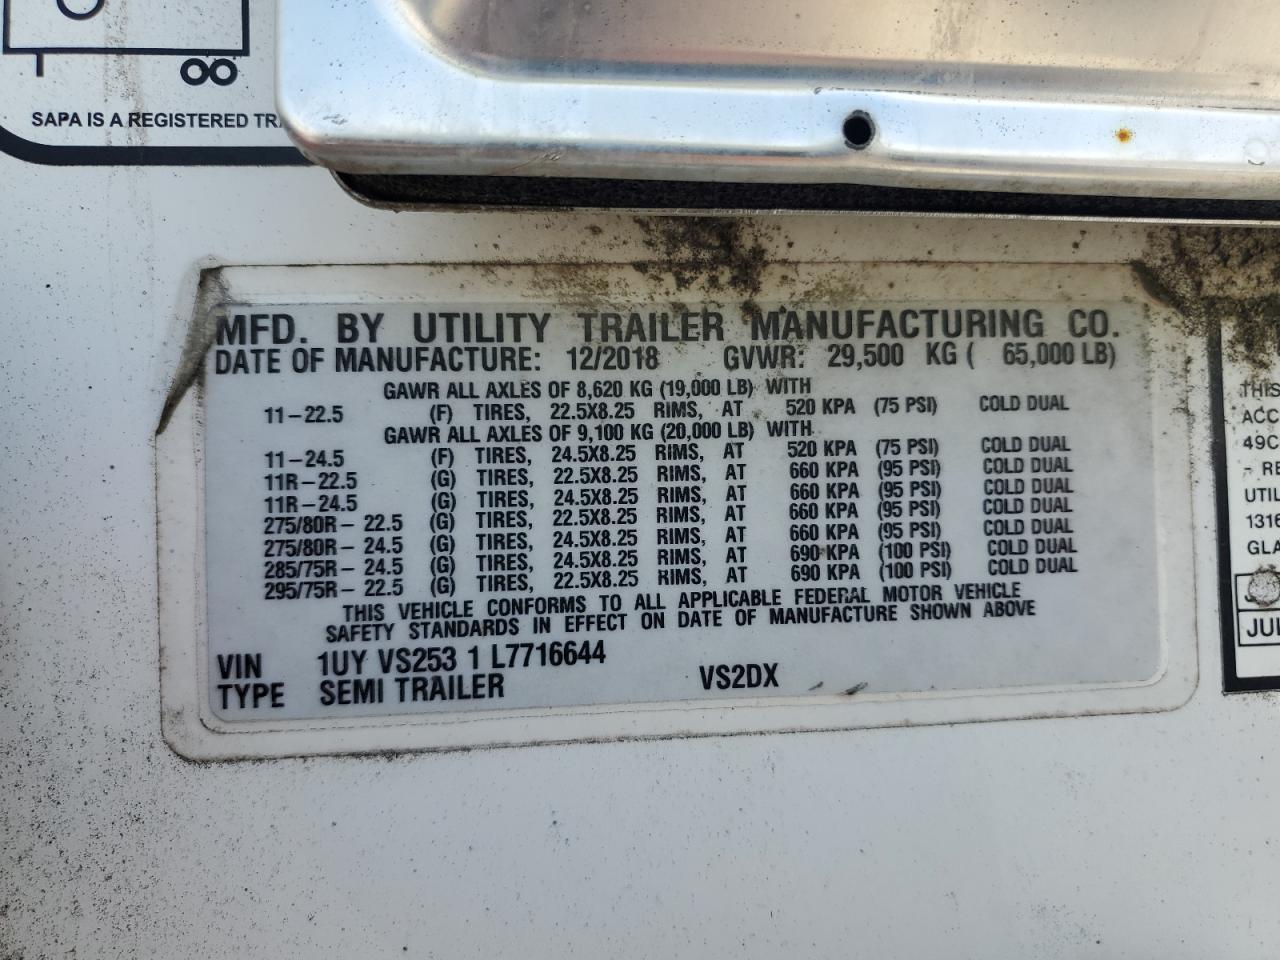 SAPA IS A REGISTERED
MFD. BY UTILITY TRAILER MANUFACTURING CO.
DATE OF MANUFACTURE: 12/2018 GVWR: 29,500 KG ( 65,000 LB)
GAWR ALL AXLES OF 8,620 KG (19,000 LB) WITH
11-22.5 (F) TIRES, 22.5X8.25 RIMS, AT 520 KPA (75 PSI) COLD DUAL
GAWR ALL AXLES OF 9,100 KG (20,000 LB) WITH
11-24.5 (F) TIRES, 24.5X8.25 RIMS, AT 520 KPA (75 PSI) COLD DUAL
11R-22.5 (G) TIRES, 22.5X8.25 RIMS, AT 660 KPA (95 PSI) COLD DUAL
11R-24.5 (G) TIRES, 24.5X8.25 RIMS, AT 660 KPA (95 PSI) COLD DUAL
275/80R- 22.5 (G) TIRES, 22.5X8.25 RIMS, AT 660 KPA (95 PSI) COLD DUAL
275/80R- 24.5 (G) TIRES, 24.5X8.25 RIMS, AT 660 KPA (95 PSI) COLD DUAL
285/75R- 24.5 (G) TIRES, 24.5X8.25 RIMS, AT 690 KPA (100 PSI) COLD DUAL
295/75R- 22.5 (G) TIRES, 22.5X8.25 RIMS, AT 690 KPA (100 PSI) COLD DUAL
THIS VEHICLE CONFORMS TO ALL APPLICABLE FEDERAL MOTOR VEHICLE
SAFETY STANDARDS IN EFFECT ON DATE OF MANUFACTURE SHOWN ABOVE
VIN 1UY VS253 1 L7716644
TYPE SEMI TRAILER VS2DX
THIS
ACC
49C
- RE
UTIL
1316
GLA
JUL